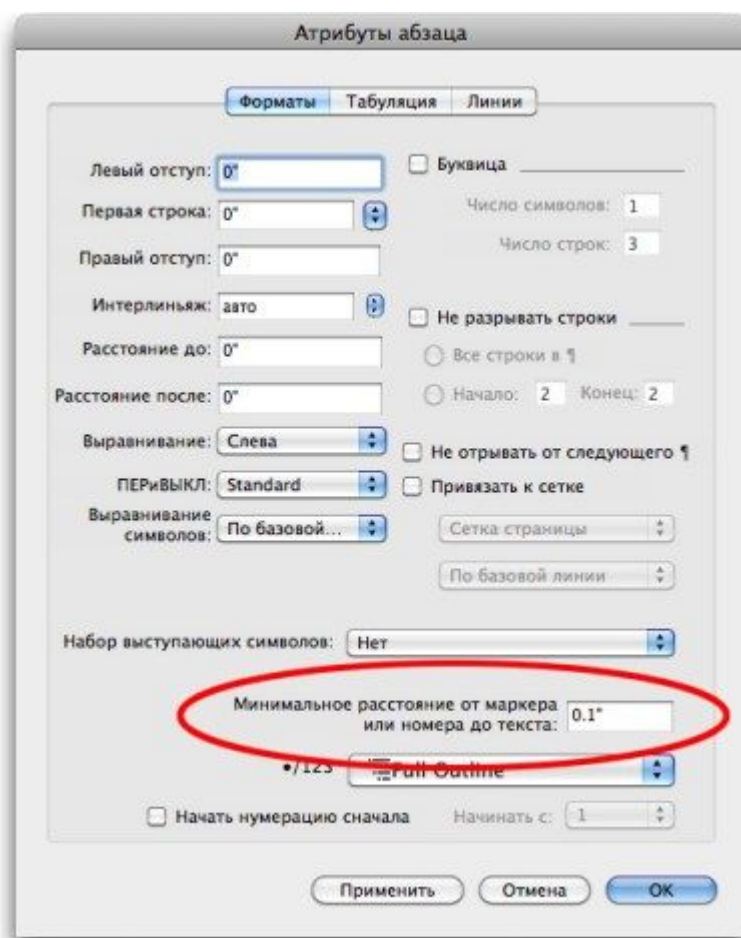 Атрибуты абзаца
Форматы Табуляция Линии
Левый отступ: 0"
Первая строка: 0"
Правый отступ: 0"
Интерлиньяж: авто
Расстояние до: 0"
Расстояние после: 0"
Выравнивание: Слева
ПЕРиВЫКЛ: Standard
Выравнивание
символов: По базовой...
Буквица
Число символов: 1
Число строк: 3
Не разрывать строки
Все строки в ¶
Начало: 2 Конец: 2
Не отрывать от следующего ¶
Привязать к сетке
Сетка страницы
По базовой линии
Набор выступающих символов: Нет
Минимальное расстояние от маркера
или номера до текста: 0.1"
•/123 Full Outline
Начать нумерацию сначала Начинать с: 1
Применить Отмена OK